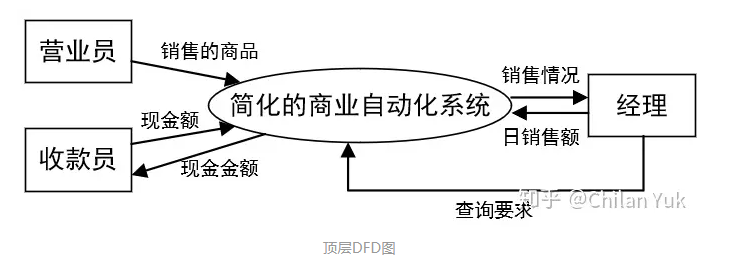 营业员
销售的商品
销售情况
简化的商业自动化系统
经理
现金额
日销售额
收款员
现金金额
查询要求
知乎 @Chilan Yuk
顶层DFD图